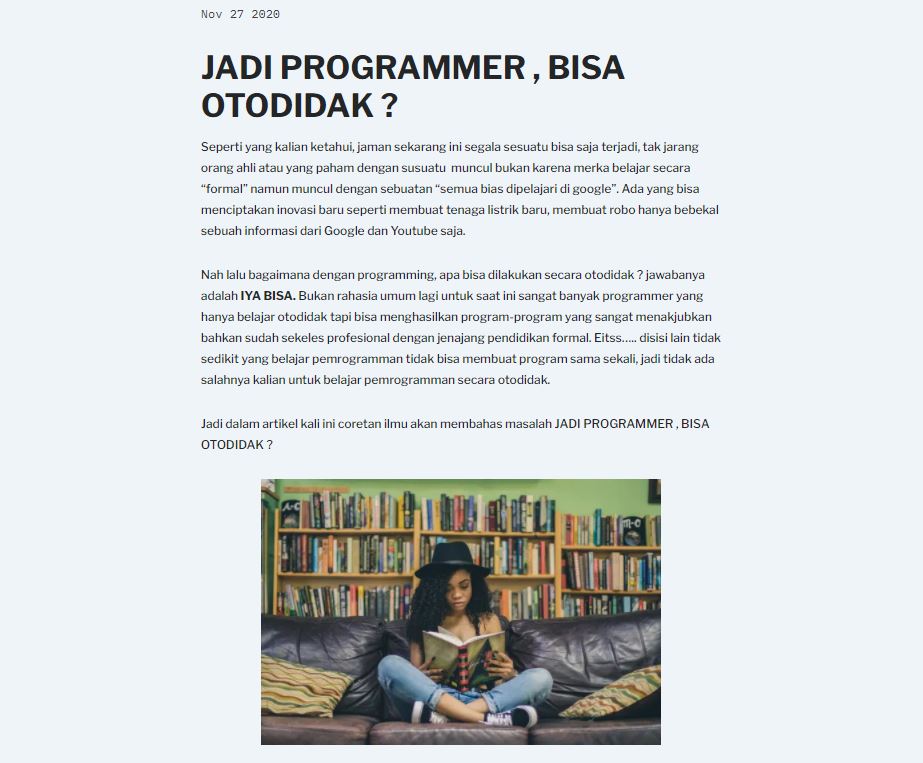 Nov 27 2020
JADI PROGRAMMER , BISA
OTODIDAK ?
Seperti yang kalian ketahui, jaman sekarang ini segala sesuatu bisa saja terjadi, tak jarang
orang ahli atau yang paham dengan susuatu  muncul bukan karena merka belajar secara
“formal” namun muncul dengan sebuatan “semua bias dipelajari di google”. Ada yang bisa
menciptakan inovasi baru seperti membuat tenaga listrik baru, membuat robo hanya bebekal
sebuah informasi dari Google dan Youtube saja.
Nah lalu bagaimana dengan programming, apa bisa dilakukan secara otodidak ? jawabanya
adalah IYA BISA. Bukan rahasia umum lagi untuk saat ini sangat banyak programmer yang
hanya belajar otodidak tapi bisa menghasilkan program-program yang sangat menakjubkan
bahkan sudah sekeles profesional dengan jenajang pendidikan formal. Eitss..... disisi lain tidak
sedikit yang belajar pemrogramman tidak bisa membuat program sama sekali, jadi tidak ada
salahnya kalian untuk belajar pemrogramman secara otodidak.
Jadi dalam artikel kali ini coretan ilmu akan membahas masalah JADI PROGRAMMER , BISA
OTODIDAK ?
A-C
M-O